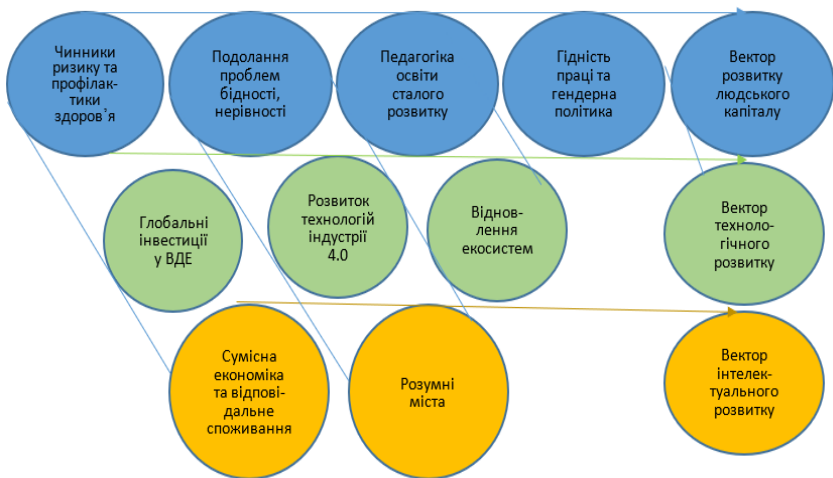 Чинники
ризику та
профілак-
тики
здоров᾽я
Подолання
проблем
бідності,
нерівності
Педагогіка
освіти
сталого
розвитку
Гідність
праці та
гендерна
політика
Вектор
розвитку
людського
капіталу
Глобальні
інвестиції
у ВДЕ
Розвиток
технологій
індустрії
4.0
Віднов-
лення
екосистем
Вектор
техноло-
гічного
розвитку
Сумісна
економіка
та відпові-
дальне
споживання
Розумні
міста
Вектор
інтелек-
туального
розвитку